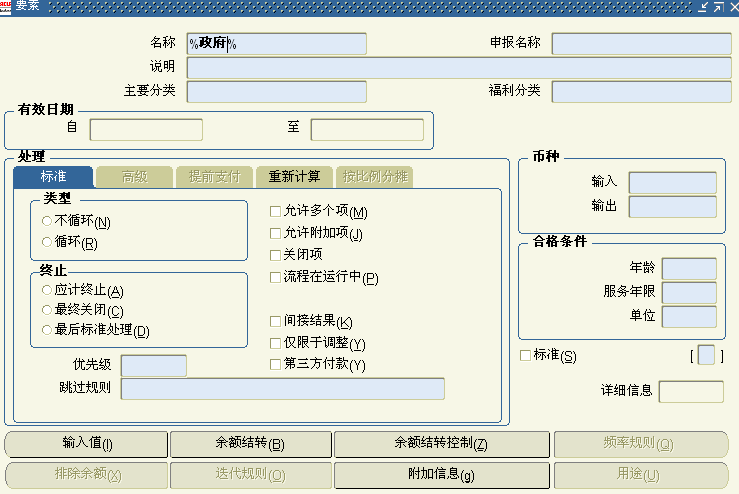 要素
名称 %政府% 申报名称
说明
主要分类 福利分类
有效日期
自 至
处理
标准 高级 提前支付 重新计算 按比例分摊
类型
不循环(N)
循环(R)
终止
应计终止(A)
最终关闭(C)
最后标准处理(D)
允许多个项(M)
允许附加项(J)
关闭项
流程在运行中(P)
间接结果(K)
仅限于调整(Y)
第三方付款(Y)
优先级
跳过规则
币种
输入
输出
合格条件
年龄
服务年限
单位
标准(S) [ ]
详细信息
输入值(I) 余额结转(B) 余额结转控制(Z) 频率规则(Q)
排除余额(X) 迭代规则(O) 附加信息(g) 用途(U)